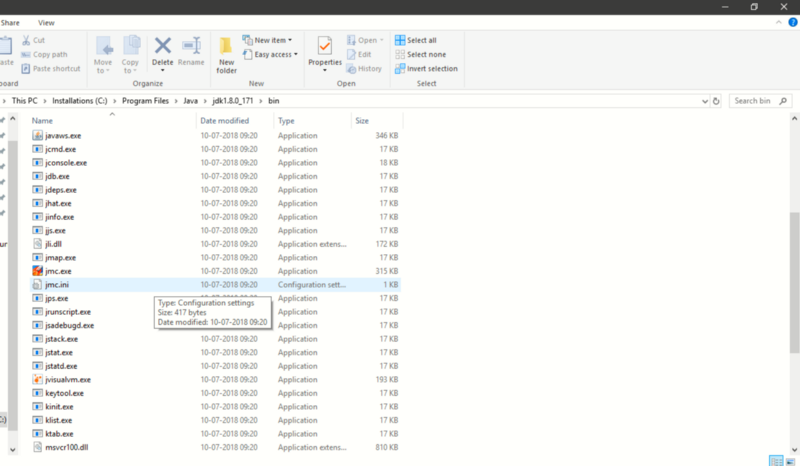 Share View
Cut
Copy path
Paste shortcut
Move to
Copy to
Delete
Rename
Organize
New folder
New item
Easy access
New
Properties
Open
Edit
History
Open
Select all
Select none
Invert selection
Select
This PC > Installations (C:) > Program Files > Java > jdk1.8.0_171 > bin
Search bin
Name Date modified Type Size
javaws.exe 10-07-2018 09:20 Application 346 KB
jcmd.exe 10-07-2018 09:20 Application 17 KB
jconsole.exe 10-07-2018 09:20 Application 18 KB
jdb.exe 10-07-2018 09:20 Application 17 KB
jdeps.exe 10-07-2018 09:20 Application 17 KB
jhat.exe 10-07-2018 09:20 Application 17 KB
jinfo.exe 10-07-2018 09:20 Application 17 KB
jjs.exe 10-07-2018 09:20 Application 17 KB
jli.dll 10-07-2018 09:20 Application extens... 172 KB
jmap.exe 10-07-2018 09:20 Application 17 KB
jmc.exe 10-07-2018 09:20 Application 315 KB
jmc.ini 10-07-2018 09:20 Configuration sett... 1 KB
jps.exe 10-07-2018 09:20 Application 17 KB
Type: Configuration settings
Size: 417 bytes
Date modified: 10-07-2018 09:20
jrunscript.exe Application 17 KB
jsadebugd.exe Application 17 KB
jstack.exe 10-07-2018 09:20 Application 17 KB
jstat.exe 10-07-2018 09:20 Application 17 KB
jstatd.exe 10-07-2018 09:20 Application 17 KB
jvisualvm.exe 10-07-2018 09:20 Application 193 KB
keytool.exe 10-07-2018 09:20 Application 17 KB
kinit.exe 10-07-2018 09:20 Application 17 KB
klist.exe 10-07-2018 09:20 Application 17 KB
ktab.exe 10-07-2018 09:20 Application 17 KB
msvcr100.dll 10-07-2018 09:20 Application extens... 810 KB